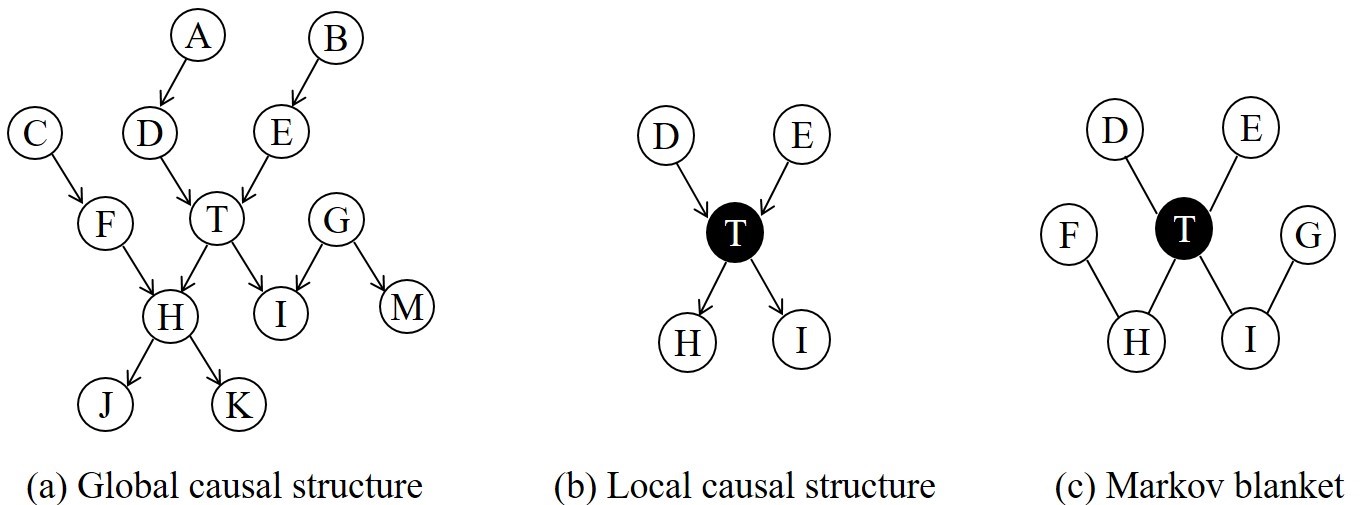 A
B
C
D
E
F
T
G
H
I
M
J
K
(a) Global causal structure
D
E
T
H
I
(b) Local causal structure
D
E
F
T
G
H
I
(c) Markov blanket